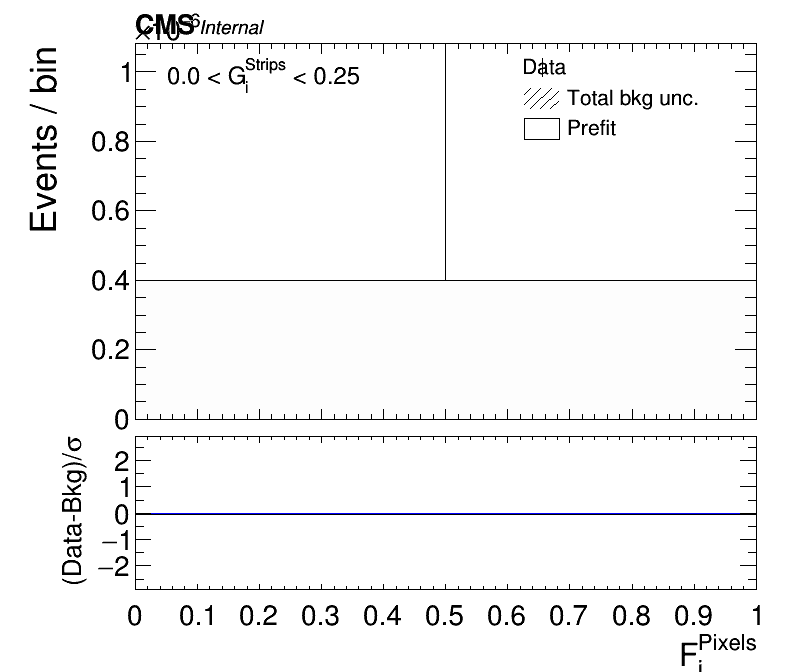 CMS Internal
×10⁻⁶
Events / bin
0.0 < G_i^Strips < 0.25
Data
Total bkg unc.
Prefit
1
0.8
0.6
0.4
0.2
0
(Data-Bkg)/σ
2
1
0
−1
−2
0 0.1 0.2 0.3 0.4 0.5 0.6 0.7 0.8 0.9 1
F_i^Pixels